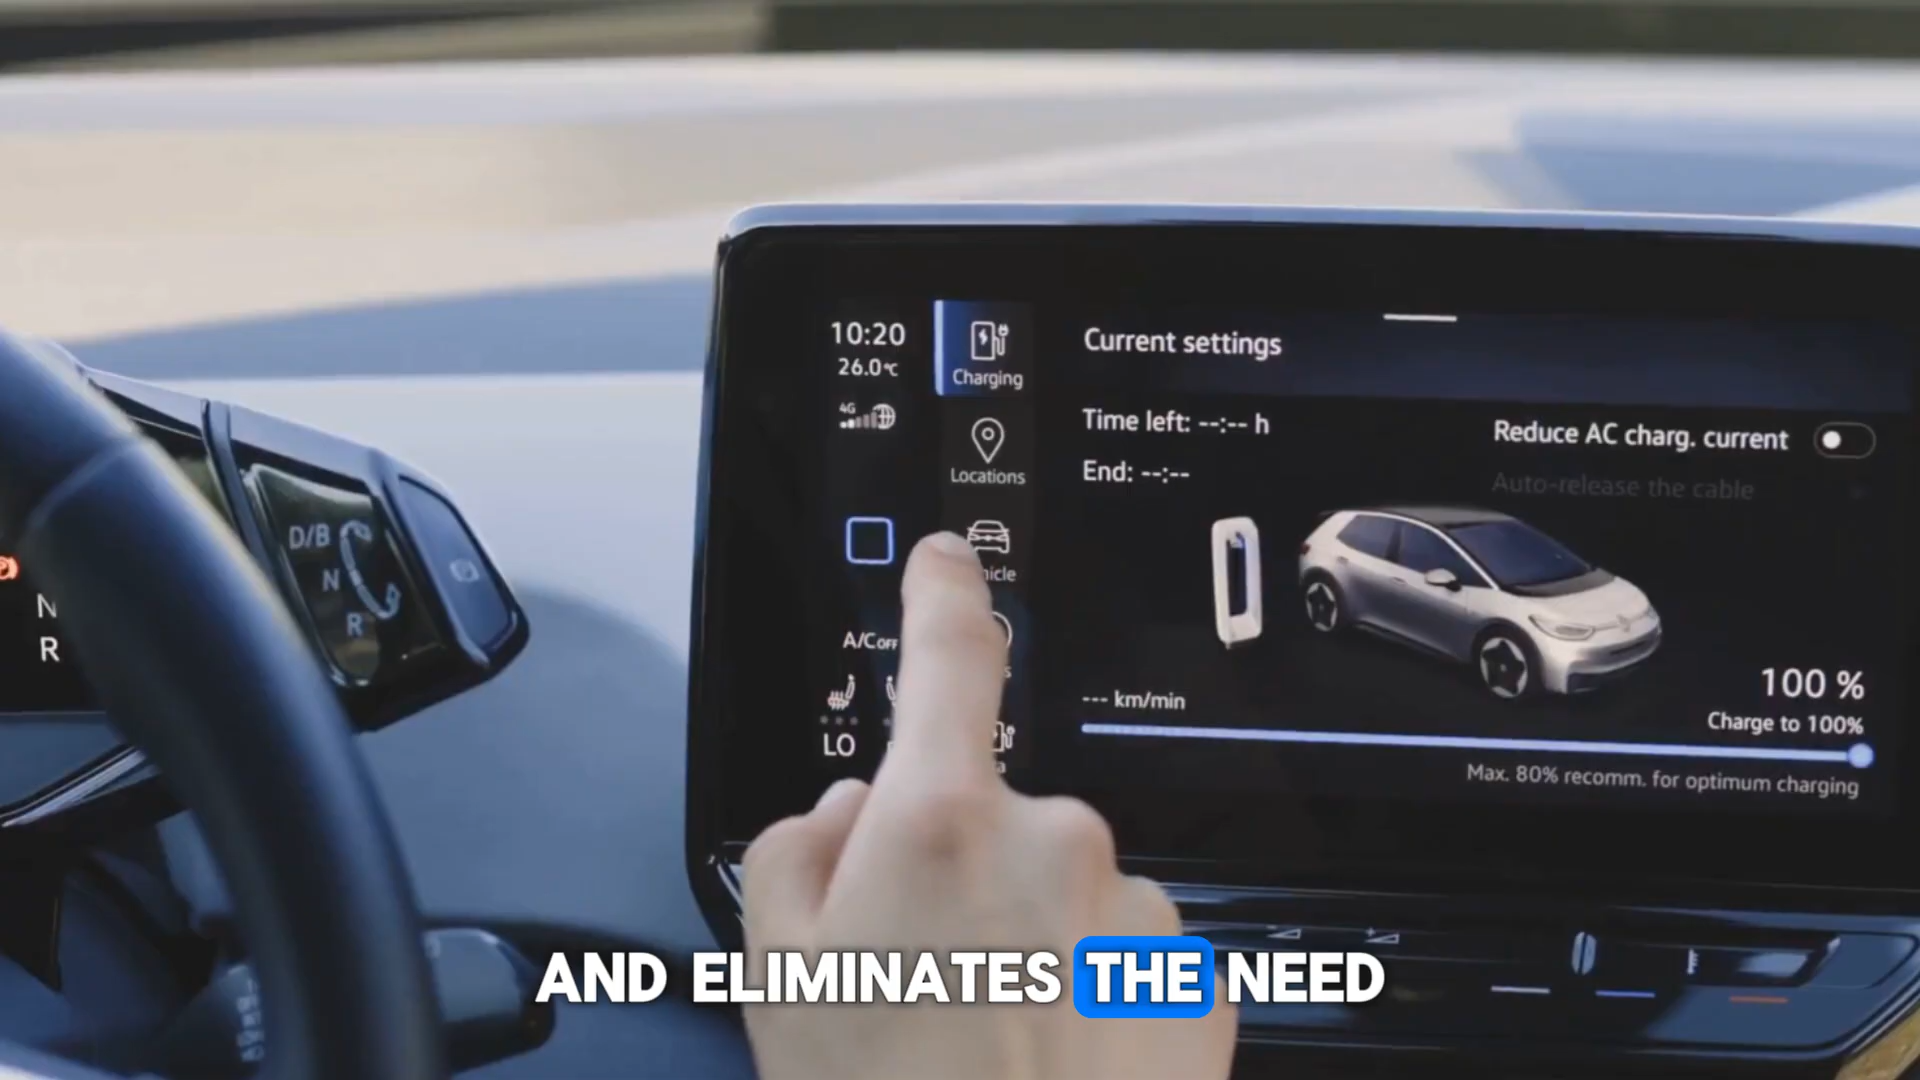 10:20
26.0°C
4G
Charging
Locations
A/C OFF
LO
Current settings
Time left: --:-- h
End: --:--
Reduce AC charg. current
Auto-release the cable
--- km/min
100 %
Charge to 100%
Max. 80% recomm. for optimum charging
D/B
N
R
N
R
AND ELIMINATES THE NEED